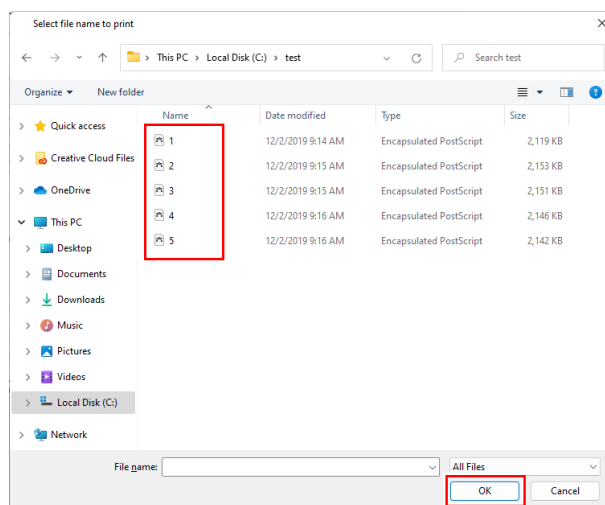 Select file name to print
This PC > Local Disk (C:) > test
Search test
Organize New folder
Name Date modified Type Size
Quick access
Creative Cloud Files
OneDrive
This PC
Desktop
Documents
Downloads
Music
Pictures
Videos
Local Disk (C:)
Network
1 12/2/2019 9:14 AM Encapsulated PostScript 2,119 KB
2 12/2/2019 9:15 AM Encapsulated PostScript 2,153 KB
3 12/2/2019 9:15 AM Encapsulated PostScript 2,151 KB
4 12/2/2019 9:16 AM Encapsulated PostScript 2,146 KB
5 12/2/2019 9:16 AM Encapsulated PostScript 2,142 KB
File name: All Files
OK Cancel